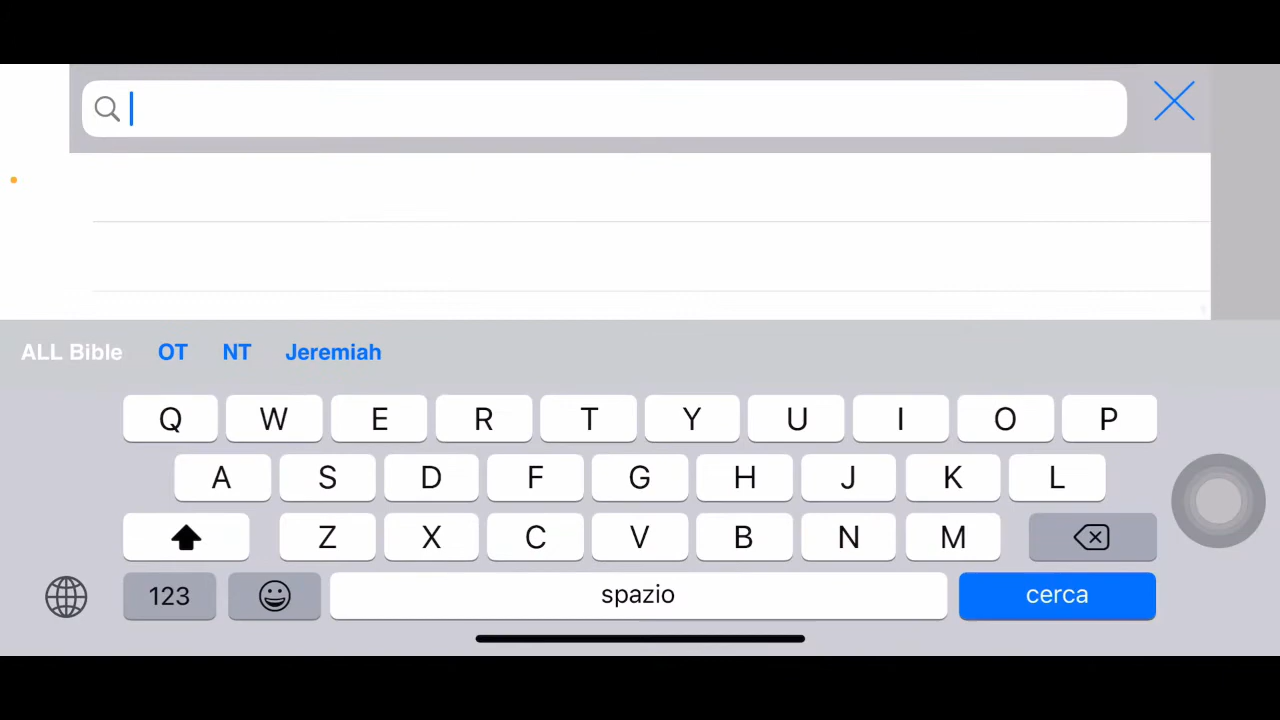 ALL Bible OT NT Jeremiah
Q W E R T Y U I O P
A S D F G H J K L
Z X C V B N M
123 spazio cerca